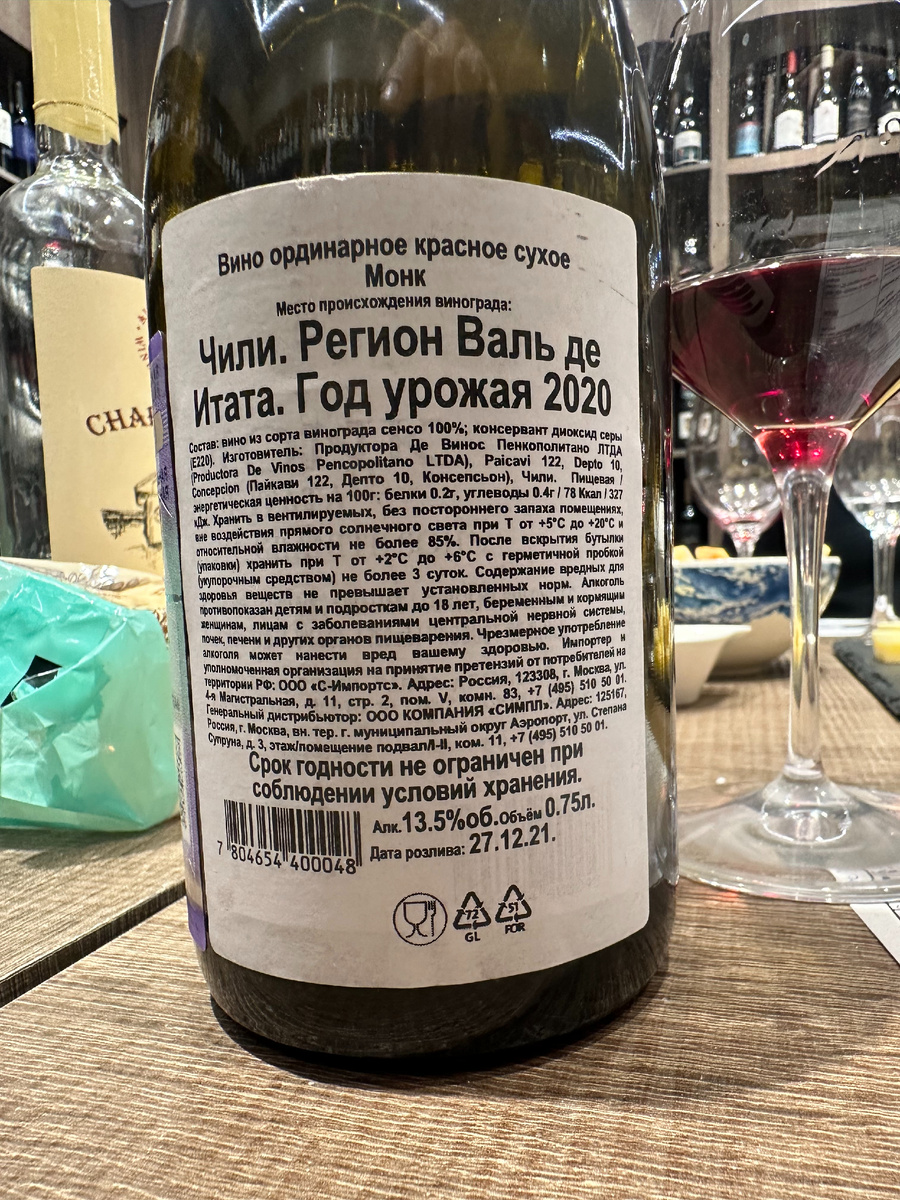 Вино ординарное красное сухое
Монк
Место происхождения винограда:
Чили. Регион Валь де
Итата. Год урожая 2020
Состав: вино из сорта винограда сенсо 100%; консервант диоксид серы
(Е220). Изготовитель: Продуктора Де Винос Пенкополитано ЛТДА
(Productora De Vinos Pencopolitano LTDA), Paicavi 122, Depto 10,
Concepcion (Пайкави 122, Депто 10, Консепсьон), Чили. Пищевая /
энергетическая ценность на 100г: белки 0.2г, углеводы 0.4г / 78 Ккал / 327
кДж. Хранить в вентилируемых, без постороннего запаха помещениях,
вне воздействия прямого солнечного света при Т от +5°С до +20°С и
относительной влажности не более 85%. После вскрытия бутылки
(упаковки) хранить при Т от +2°С до +6°С с герметичной пробкой
(укупорочным средством) не более 3 суток. Содержание вредных для
здоровья веществ не превышает установленных норм. Алкоголь
противопоказан детям и подросткам до 18 лет, беременным и кормящим
женщинам, лицам с заболеваниями центральной нервной системы,
почек, печени и других органов пищеварения. Чрезмерное употребление
алкоголя может нанести вред вашему здоровью. Импортер и
уполномоченная организация на принятие претензий от потребителей на
территории РФ: ООО «С-Импортс». Адрес: Россия, 123308, г. Москва, ул.
4-я Магистральная, д. 11, стр. 2, пом. V, комн. 83, +7 (495) 510 50 01.
Генеральный дистрибьютор: ООО КОМПАНИЯ «СИМПЛ». Адрес: 125167,
Россия, г. Москва, вн. тер. г. муниципальный округ Аэропорт, ул. Степана
Супруна, д. 3, этаж/помещение подвал/I-II, ком. 11, +7 (495) 510 50 01.
Срок годности не ограничен при
соблюдении условий хранения.
Алк.13.5%об.Объём 0.75л.
Дата розлива: 27.12.21.
7 804654 400048
72 51
GL FOR
CHA